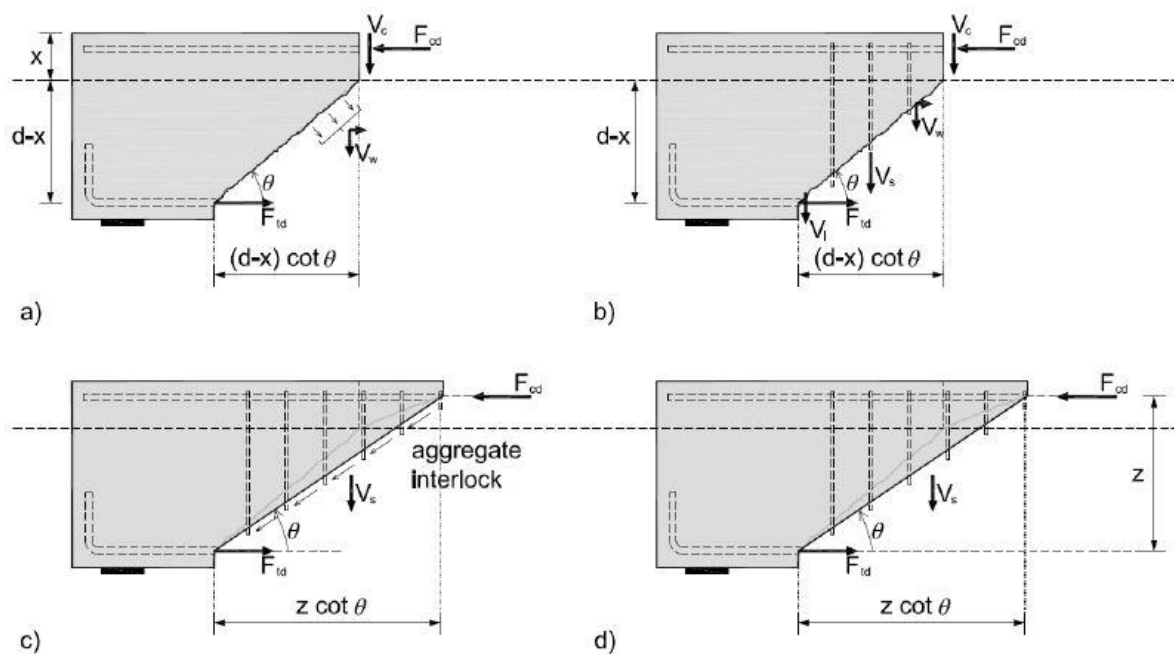 V_c
F_cd
x
d-x
V_w
θ
F_td
(d-x) cot θ
a)
V_c
F_cd
d-x
V_w
V_s
θ
F_td
V_l
(d-x) cot θ
b)
F_cd
aggregate
interlock
V_s
θ
F_td
z cot θ
c)
F_cd
z
V_s
θ
F_td
z cot θ
d)